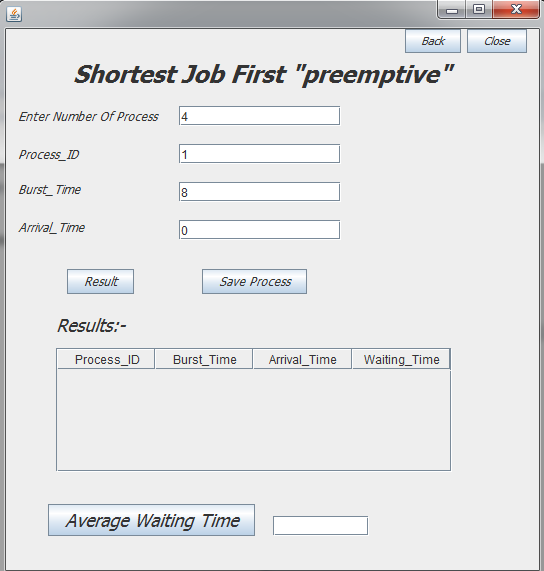 Back Close
Shortest Job First "preemptive"
Enter Number Of Process 4
Process_ID 1
Burst_Time 8
Arrival_Time 0
Result Save Process
Results:-
Process_ID Burst_Time Arrival_Time Waiting_Time
Average Waiting Time